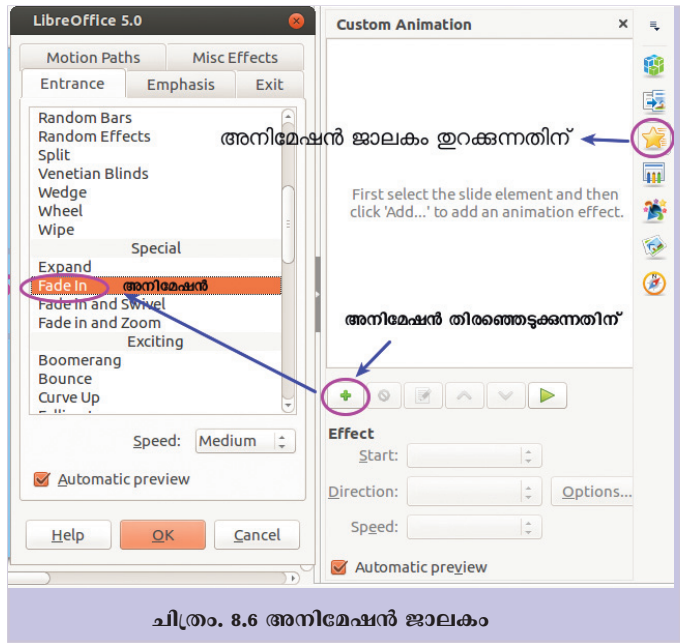 LibreOffice 5.0
Motion Paths Misc Effects
Entrance Emphasis Exit
Random Bars
Random Effects
Split
Venetian Blinds
Wedge
Wheel
Wipe
Special
Expand
Fade In അനിമേഷൻ
Fade in and Swivel
Fade in and Zoom
Exciting
Boomerang
Bounce
Curve Up
Speed: Medium
Automatic preview
Help OK Cancel
Custom Animation
അനിമേഷൻ ജാലകം തുറക്കുന്നതിന്
First select the slide element and then
click 'Add...' to add an animation effect.
അനിമേഷൻ തിരഞ്ഞെടുക്കുന്നതിന്
Effect
Start:
Direction: Options...
Speed:
Automatic preview
ചിത്രം. 8.6 അനിമേഷൻ ജാലകം